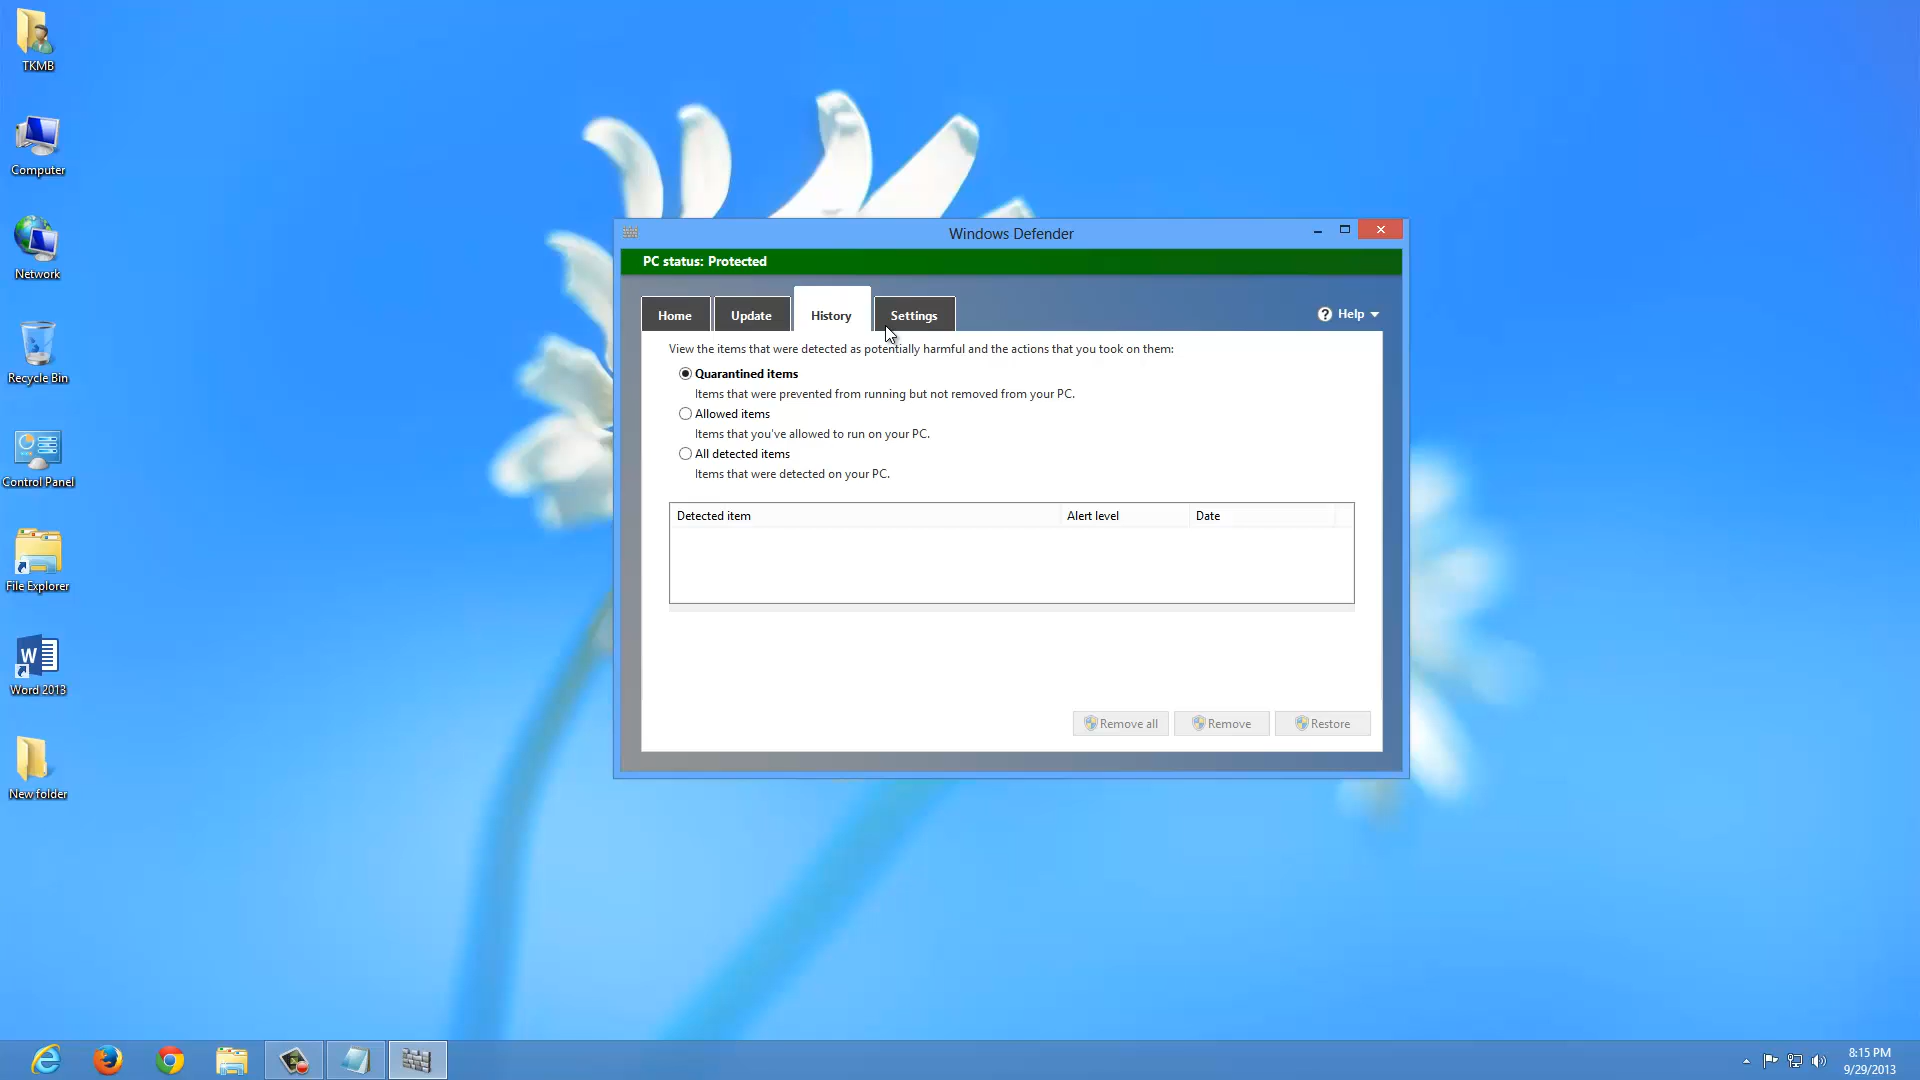 TKMB
Computer
Network
Recycle Bin
Control Panel
File Explorer
W
Word 2013
New folder
Windows Defender
PC status: Protected
Home
Update
History
Settings
? Help
View the items that were detected as potentially harmful and the actions that you took on them:
Quarantined items
Items that were prevented from running but not removed from your PC.
Allowed items
Items that you've allowed to run on your PC.
All detected items
Items that were detected on your PC.
Detected item Alert level Date
Remove all
Remove
Restore
8:15 PM
9/29/2013